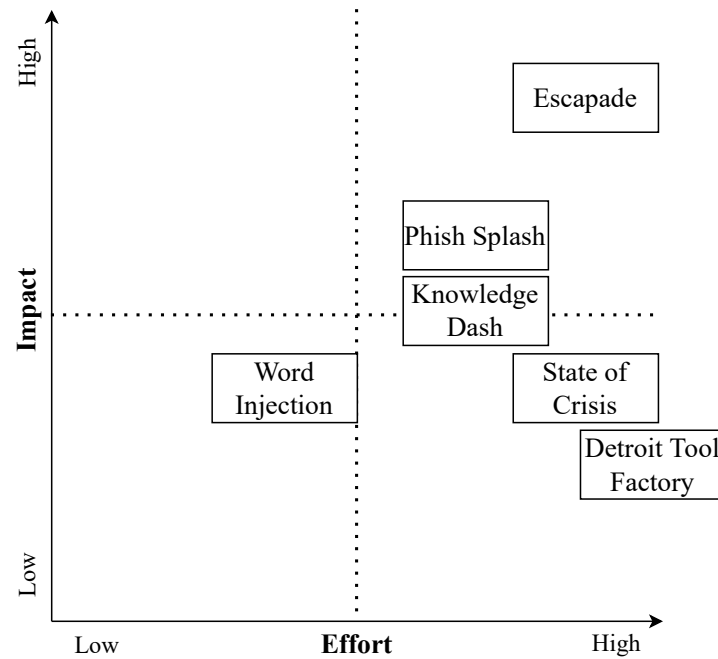 High
Escapade
Phish Splash
Impact
Knowledge
Dash
Word
Injection
State of
Crisis
Detroit Tool
Factory
Low
Low
Effort
High